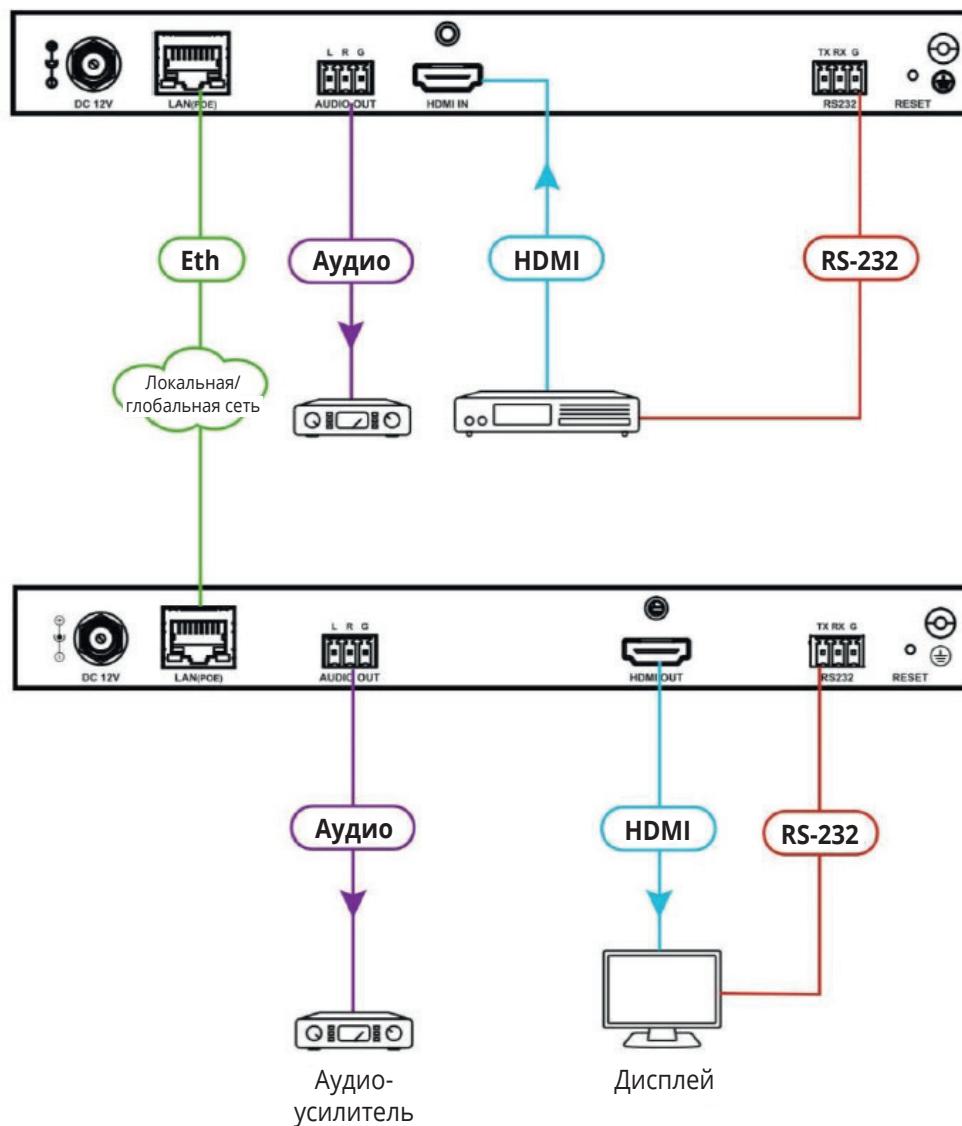 L R G
TX RX G
DC 12V
LAN(POE)
AUDIO OUT
HDMI IN
RS232
RESET
Eth
Аудио
HDMI
RS-232
Локальная/
глобальная сеть
L R G
TX RX G
DC 12V
LAN(POE)
AUDIO OUT
HDMI OUT
RS232
RESET
Аудио
HDMI
RS-232
Аудио-
усилитель
Дисплей